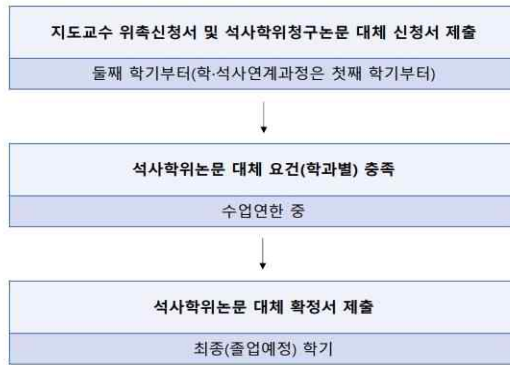 지도교수 위촉신청서 및 석사학위청구논문 대체 신청서 제출
둘째 학기부터(학·석사연계과정은 첫째 학기부터)
석사학위논문 대체 요건(학과별) 충족
수업연한 중
석사학위논문 대체 확정서 제출
최종(졸업예정) 학기